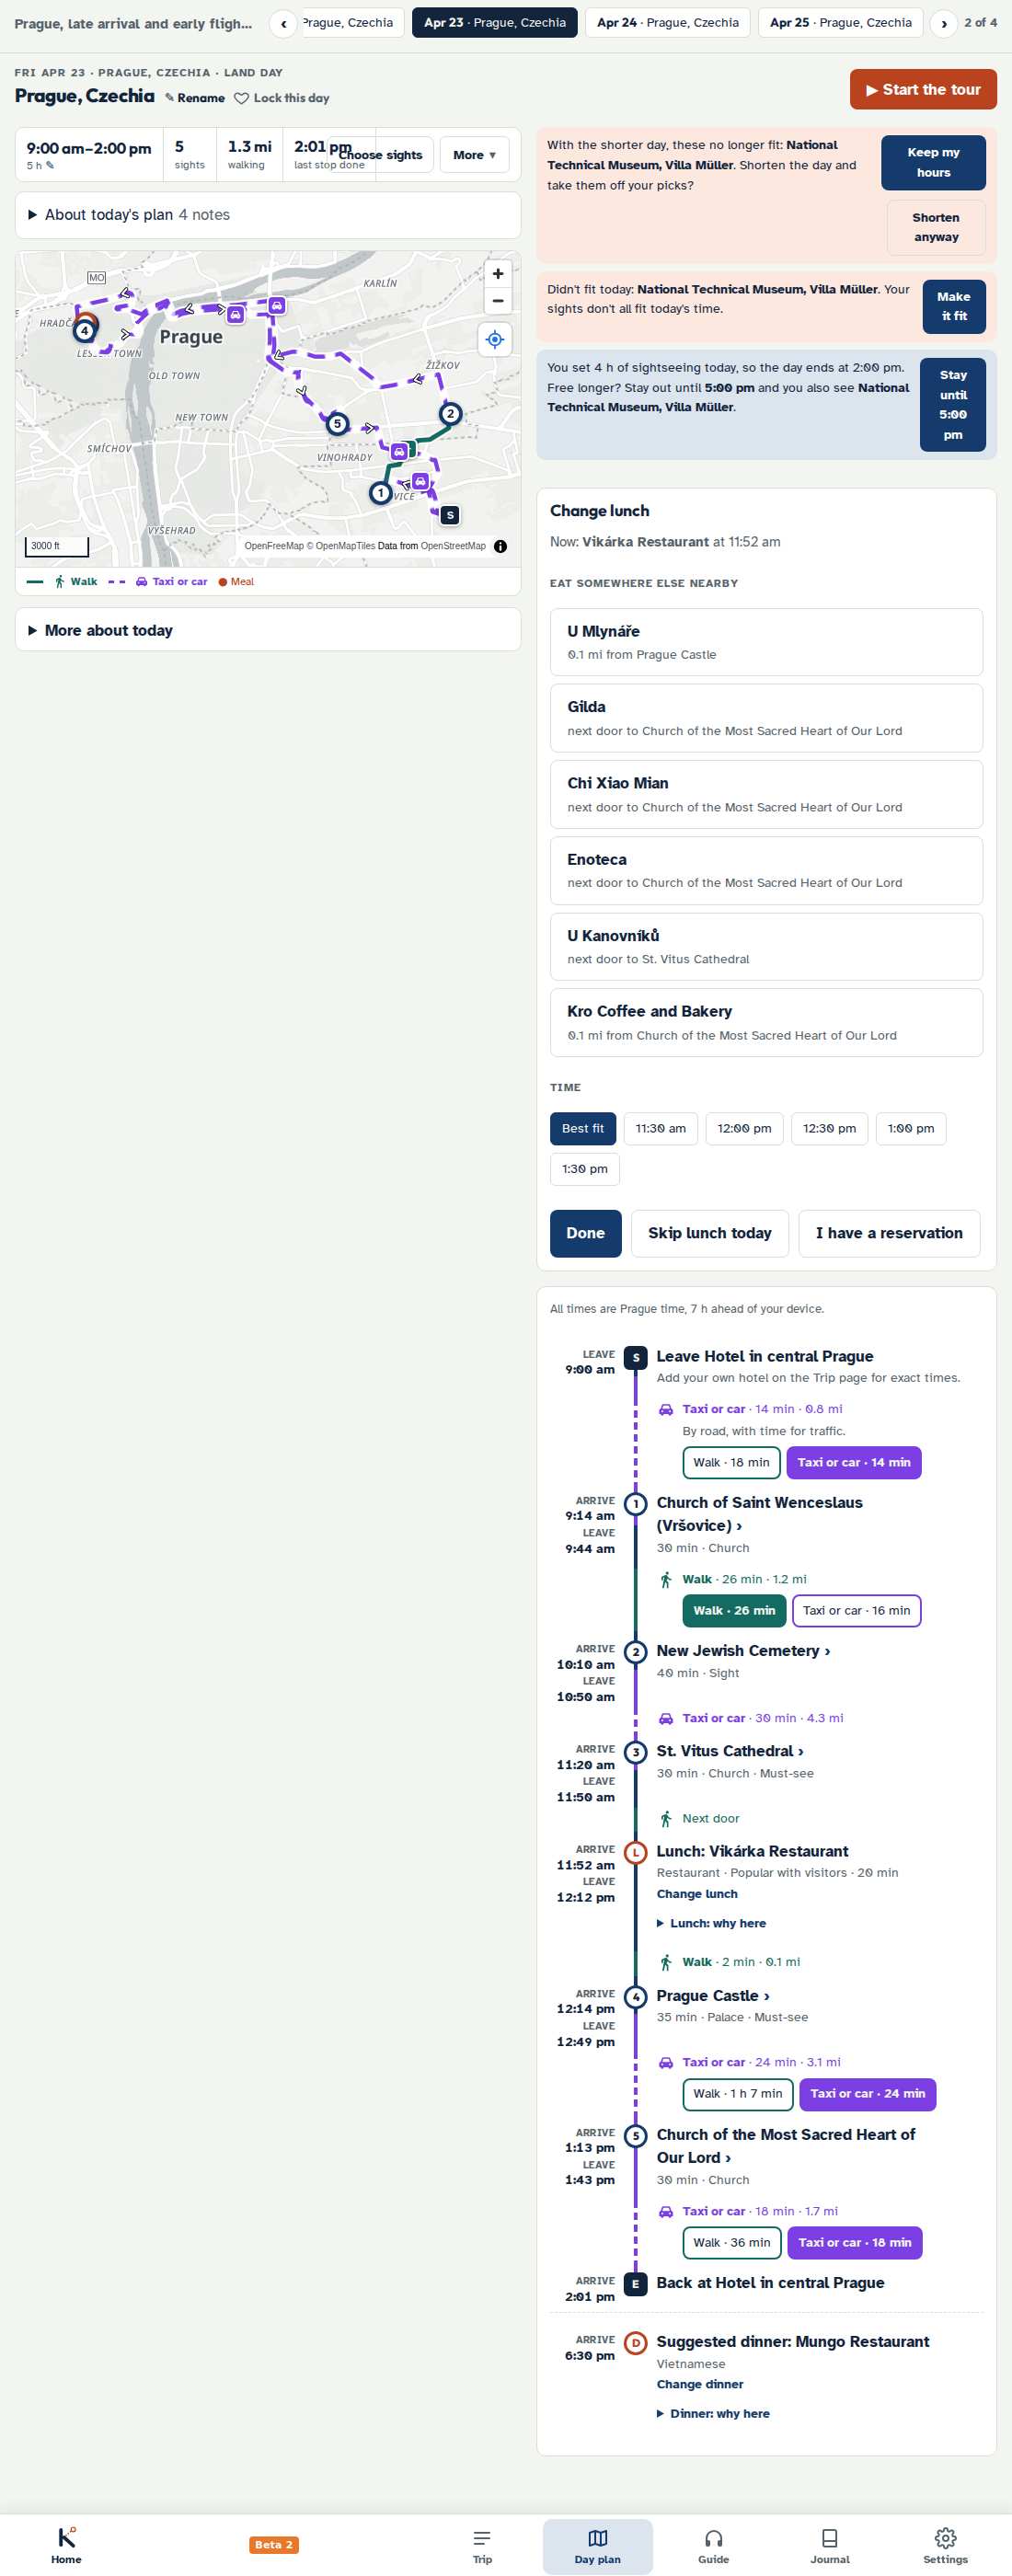 Prague, late arrival and early fligh...
‹
Prague, Czechia
Apr 23 · Prague, Czechia
Apr 24 · Prague, Czechia
Apr 25 · Prague, Czechia
›
2 of 4
FRI APR 23 · PRAGUE, CZECHIA · LAND DAY
Prague, Czechia
✎ Rename
Lock this day
▶ Start the tour
9:00 am–2:00 pm
5 h ✎
5
sights
1.3 mi
walking
2:01 pm
last stop done
Choose sights
More ▼
▶ About today's plan 4 notes
MO
KARLÍN
Prague
4
OLD TOWN
ŽIŽKOV
NEW TOWN
5
2
SMÍCHOV
VINOHRADY
1
S
VYŠEHRAD
3000 ft
OpenFreeMap © OpenMapTiles Data from OpenStreetMap
+
−
Walk
Taxi or car
Meal
▶ More about today
With the shorter day, these no longer fit: National
Technical Museum, Villa Müller. Shorten the day and
take them off your picks?
Keep my
hours
Shorten
anyway
Didn't fit today: National Technical Museum, Villa Müller. Your
sights don't all fit today's time.
Make
it fit
You set 4 h of sightseeing today, so the day ends at 2:00 pm.
Free longer? Stay out until 5:00 pm and you also see National
Technical Museum, Villa Müller.
Stay
until
5:00
pm
Change lunch
Now: Vikárka Restaurant at 11:52 am
EAT SOMEWHERE ELSE NEARBY
U Mlynáře
0.1 mi from Prague Castle
Gilda
next door to Church of the Most Sacred Heart of Our Lord
Chi Xiao Mian
next door to Church of the Most Sacred Heart of Our Lord
Enoteca
next door to Church of the Most Sacred Heart of Our Lord
U Kanovníků
next door to St. Vitus Cathedral
Kro Coffee and Bakery
0.1 mi from Church of the Most Sacred Heart of Our Lord
TIME
Best fit
11:30 am
12:00 pm
12:30 pm
1:00 pm
1:30 pm
Done
Skip lunch today
I have a reservation
All times are Prague time, 7 h ahead of your device.
LEAVE
9:00 am
S
Leave Hotel in central Prague
Add your own hotel on the Trip page for exact times.
Taxi or car · 14 min · 0.8 mi
By road, with time for traffic.
Walk · 18 min
Taxi or car · 14 min
ARRIVE
9:14 am
LEAVE
9:44 am
1
Church of Saint Wenceslaus
(Vršovice) ›
30 min · Church
Walk · 26 min · 1.2 mi
Walk · 26 min
Taxi or car · 16 min
ARRIVE
10:10 am
LEAVE
10:50 am
2
New Jewish Cemetery ›
40 min · Sight
Taxi or car · 30 min · 4.3 mi
ARRIVE
11:20 am
LEAVE
11:50 am
3
St. Vitus Cathedral ›
30 min · Church · Must-see
Next door
ARRIVE
11:52 am
LEAVE
12:12 pm
L
Lunch: Vikárka Restaurant
Restaurant · Popular with visitors · 20 min
Change lunch
▶ Lunch: why here
Walk · 2 min · 0.1 mi
ARRIVE
12:14 pm
LEAVE
12:49 pm
4
Prague Castle ›
35 min · Palace · Must-see
Taxi or car · 24 min · 3.1 mi
Walk · 1 h 7 min
Taxi or car · 24 min
ARRIVE
1:13 pm
LEAVE
1:43 pm
5
Church of the Most Sacred Heart of
Our Lord ›
30 min · Church
Taxi or car · 18 min · 1.7 mi
Walk · 36 min
Taxi or car · 18 min
ARRIVE
2:01 pm
E
Back at Hotel in central Prague
ARRIVE
6:30 pm
D
Suggested dinner: Mungo Restaurant
Vietnamese
Change dinner
▶ Dinner: why here
Home
Beta 2
Trip
Day plan
Guide
Journal
Settings